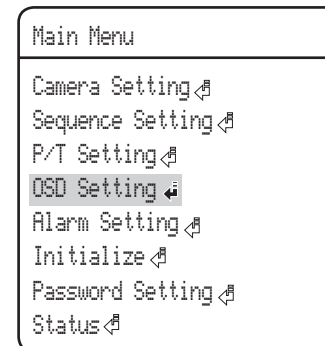 Main Menu
Camera Setting
Sequence Setting
P/T Setting
OSD Setting
Alarm Setting
Initialize
Password Setting
Status